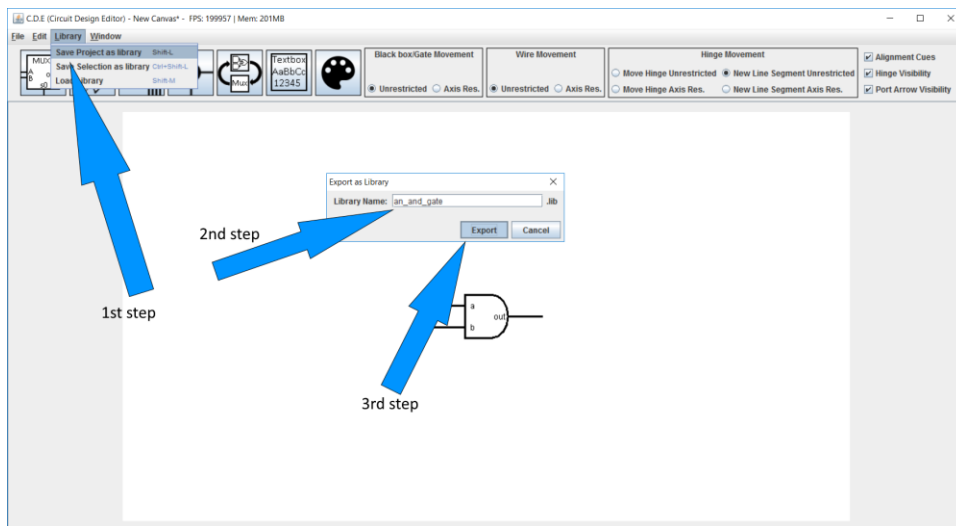 C.D.E (Circuit Design Editor) - New Canvas* - FPS: 199957 | Mem: 201MB
File Edit Library Window
Save Project as library Shift-L
Save Selection as library Ctrl+Shift-L
Load Library Shift-M
MUX
A
B
s0
Mux
Textbox
AaBbCc
12345
Black box/Gate Movement
Unrestricted Axis Res.
Wire Movement
Unrestricted Axis Res.
Hinge Movement
Move Hinge Unrestricted New Line Segment Unrestricted
Move Hinge Axis Res. New Line Segment Axis Res.
Alignment Cues
Hinge Visibility
Port Arrow Visibility
Export as Library
Library Name: an_and_gate .lib
Export Cancel
2nd step
1st step
a
b
out
3rd step